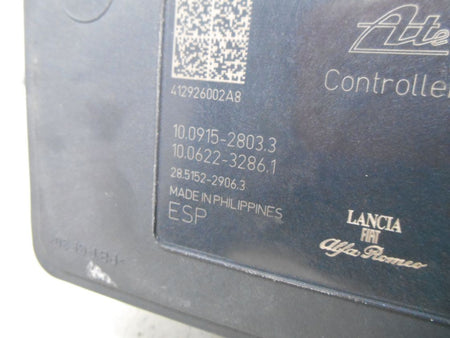 Ate
Controller
412926002A8
10.0915-2803.3
10.0622-3286.1
28.5152-2906.3
MADE IN PHILIPPINES
ESP
LANCIA
FIAT
Alfa Romeo